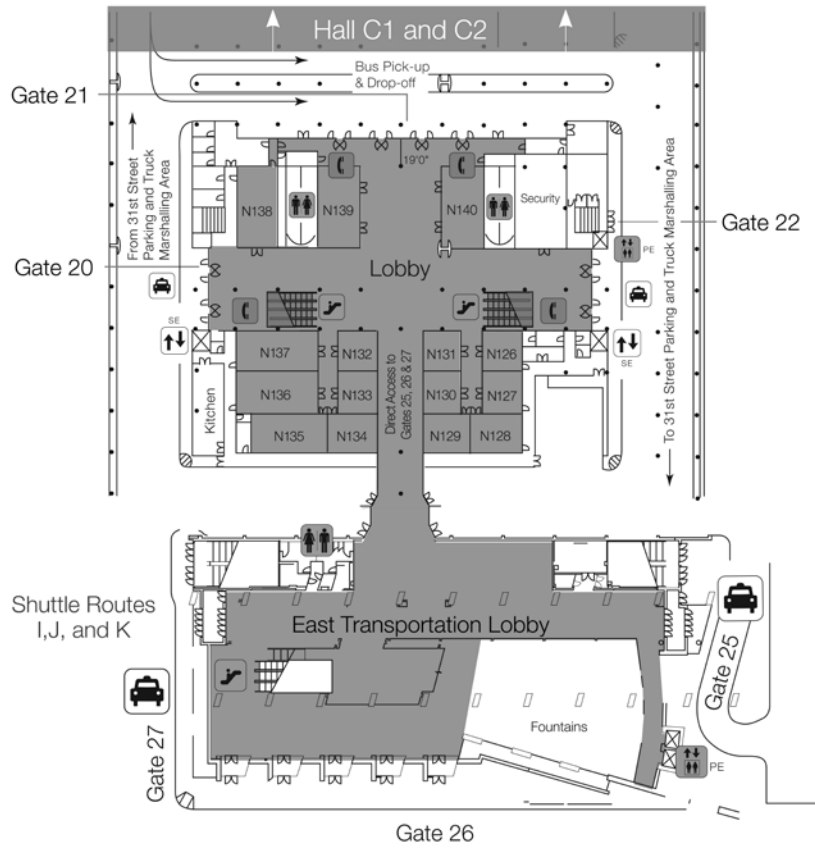 Hall C1 and C2
Bus Pick-up
& Drop-off
Gate 21
From 31st Street
Parking and Truck
Marshalling Area
19'0"
N138
N139
N140
Security
Gate 22
PE
Gate 20
Lobby
SE
SE
To 31st Street Parking and Truck Marshalling Area
N137
N132
N131
N126
N136
N133
N130
N127
N135
N134
N129
N128
Kitchen
Direct Access to
Gates 25, 26 & 27
Shuttle Routes
I,J, and K
East Transportation Lobby
Gate 25
Gate 27
Fountains
PE
Gate 26